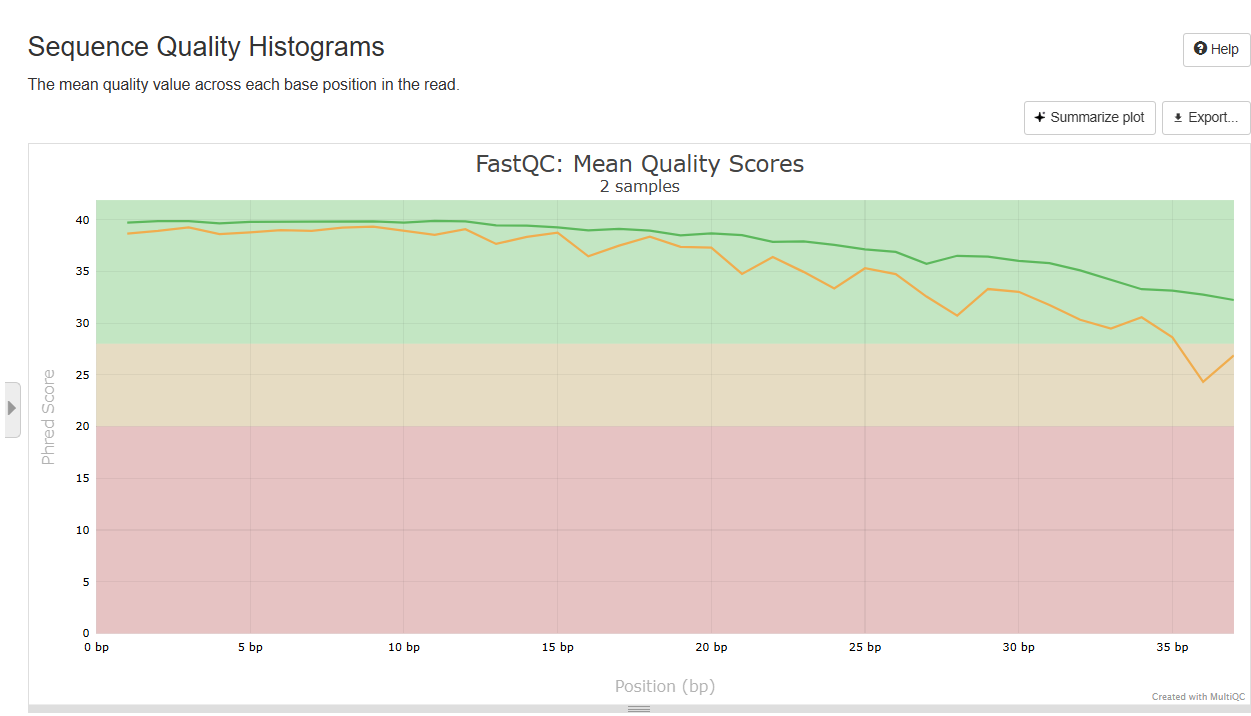 Sequence Quality Histograms
Help
The mean quality value across each base position in the read.
Summarize plot
Export...
FastQC: Mean Quality Scores
2 samples
40
35
30
25
20
15
10
5
0
Phred Score
0 bp
5 bp
10 bp
15 bp
20 bp
25 bp
30 bp
35 bp
Position (bp)
Created with MultiQC